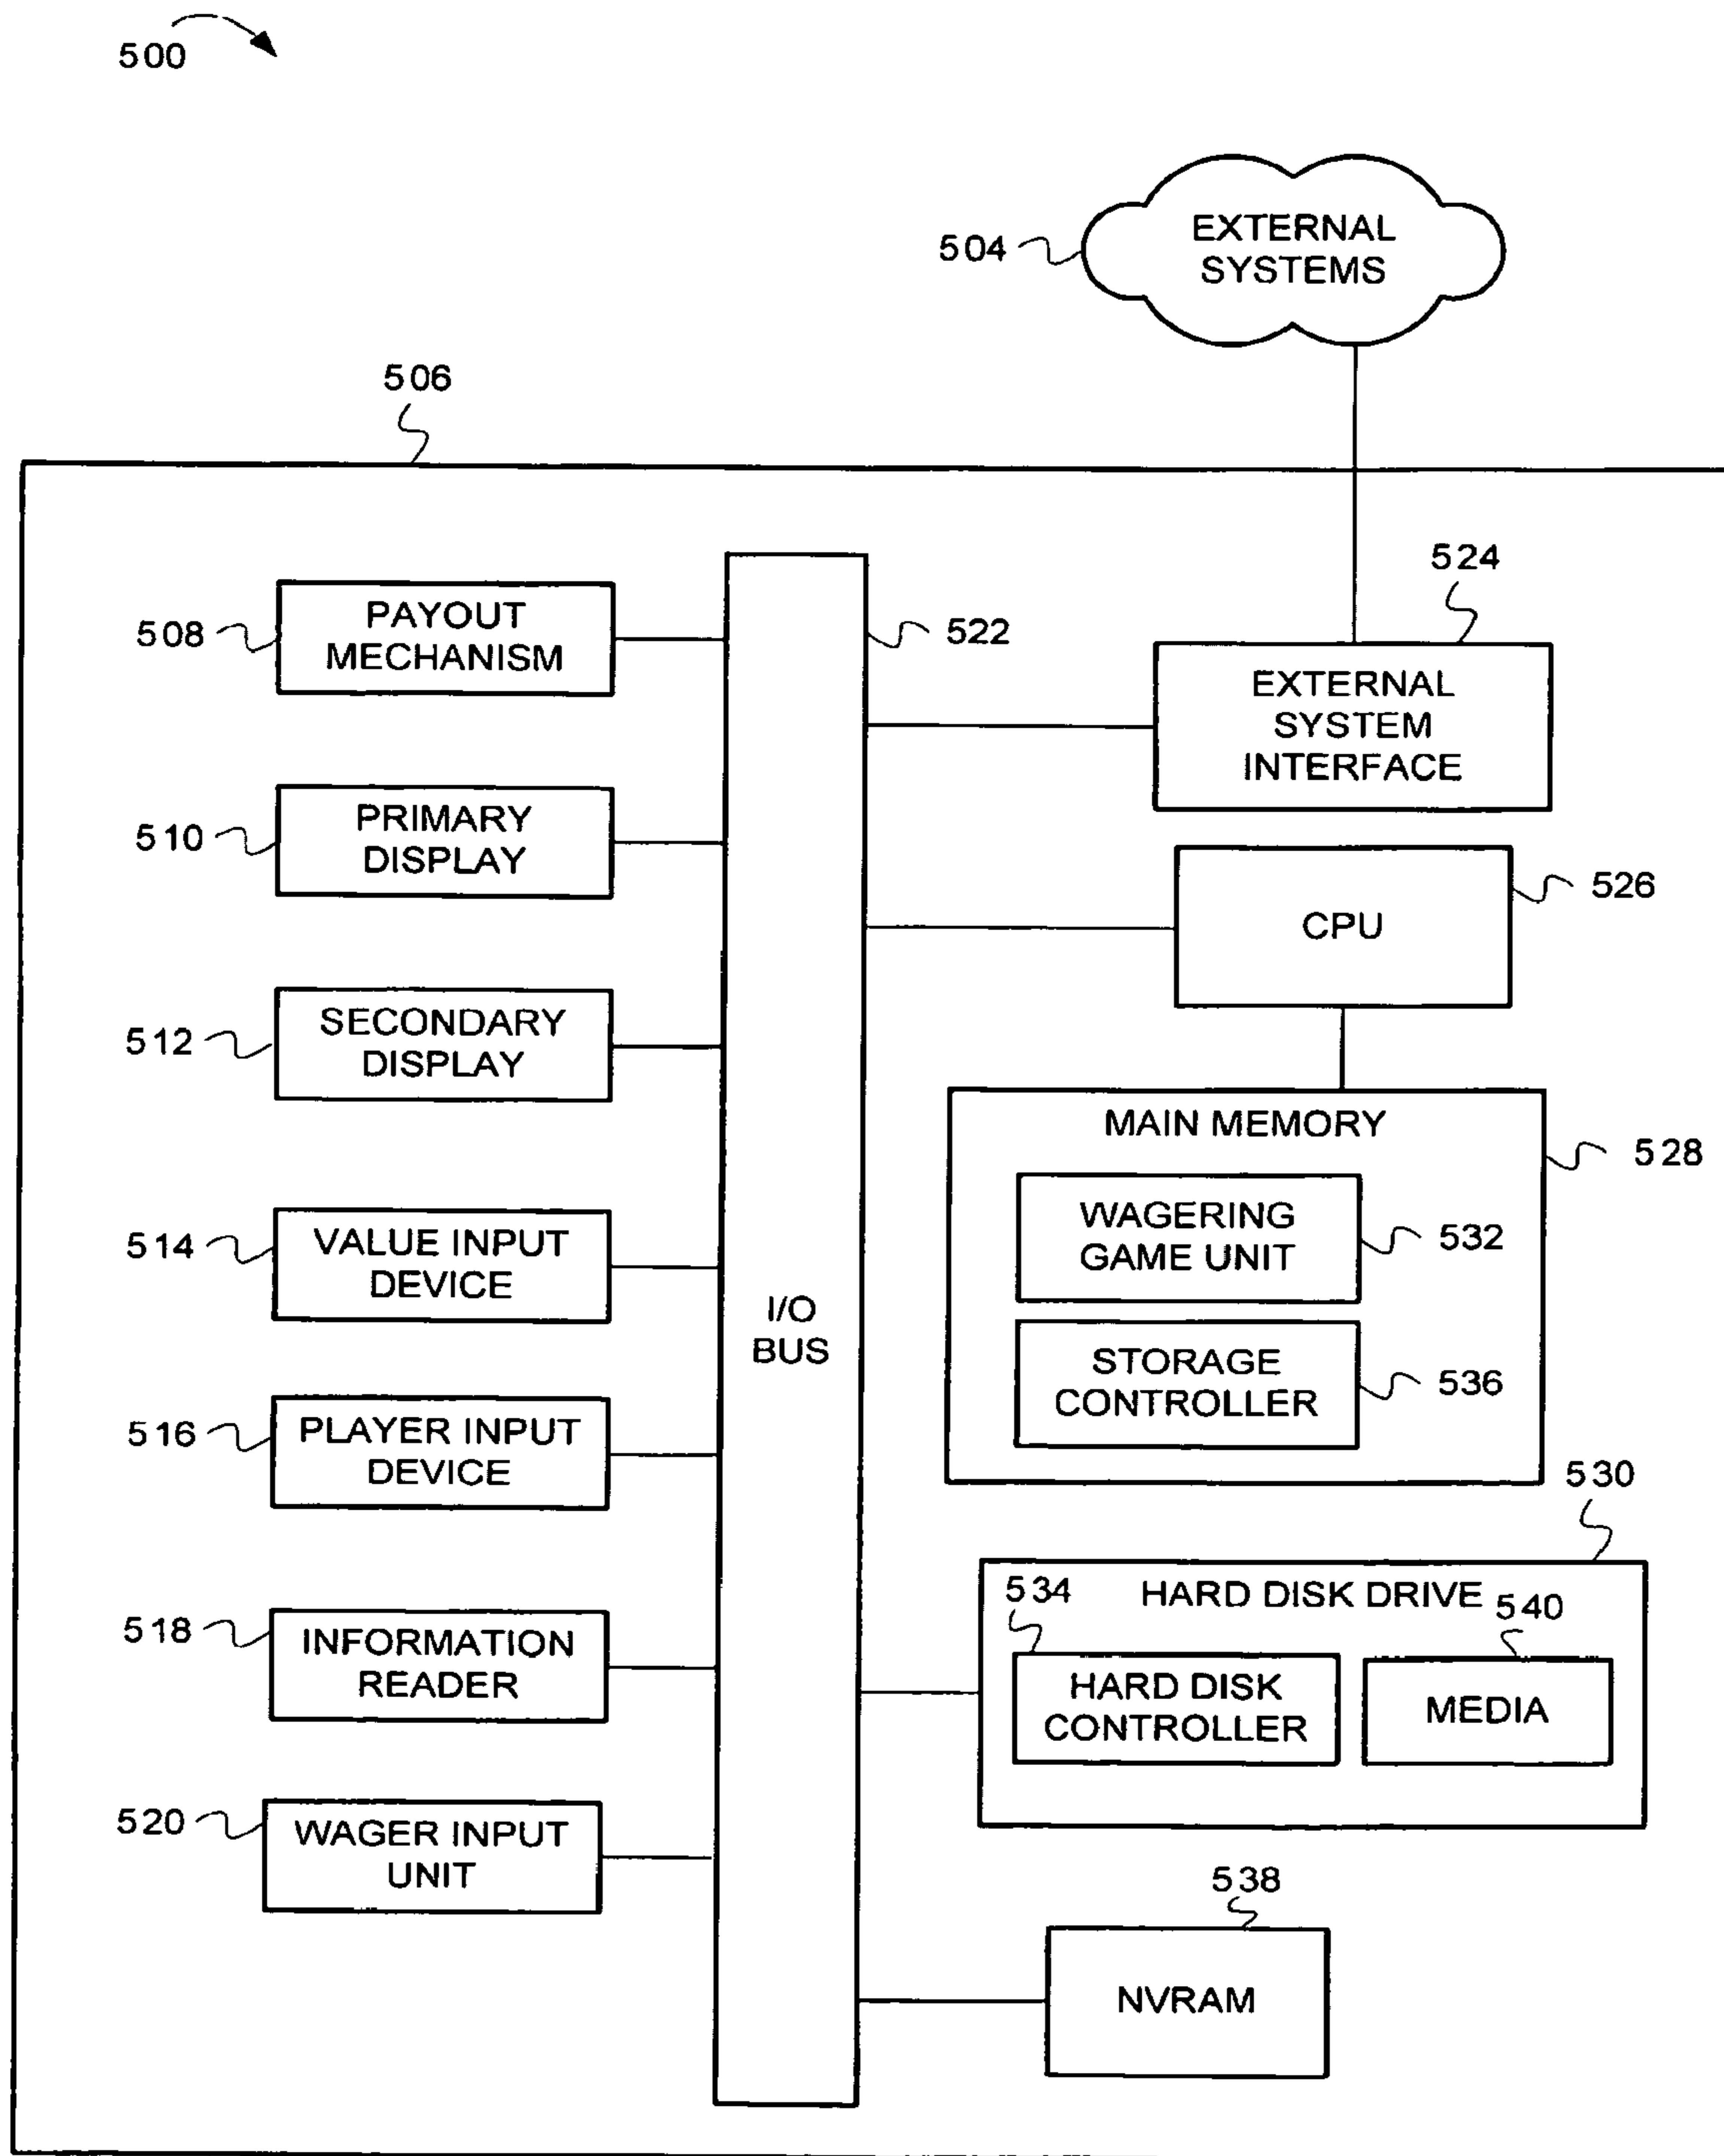 500
504
EXTERNAL
SYSTEMS
506
508
PAYOUT
MECHANISM
522
524
EXTERNAL
SYSTEM
INTERFACE
510
PRIMARY
DISPLAY
526
CPU
512
SECONDARY
DISPLAY
MAIN MEMORY
528
WAGERING
GAME UNIT
532
514
VALUE INPUT
DEVICE
I/O
BUS
STORAGE
CONTROLLER
536
516
PLAYER INPUT
DEVICE
530
HARD DISK DRIVE
534
540
HARD DISK
CONTROLLER
MEDIA
518
INFORMATION
READER
520
WAGER INPUT
UNIT
538
NVRAM